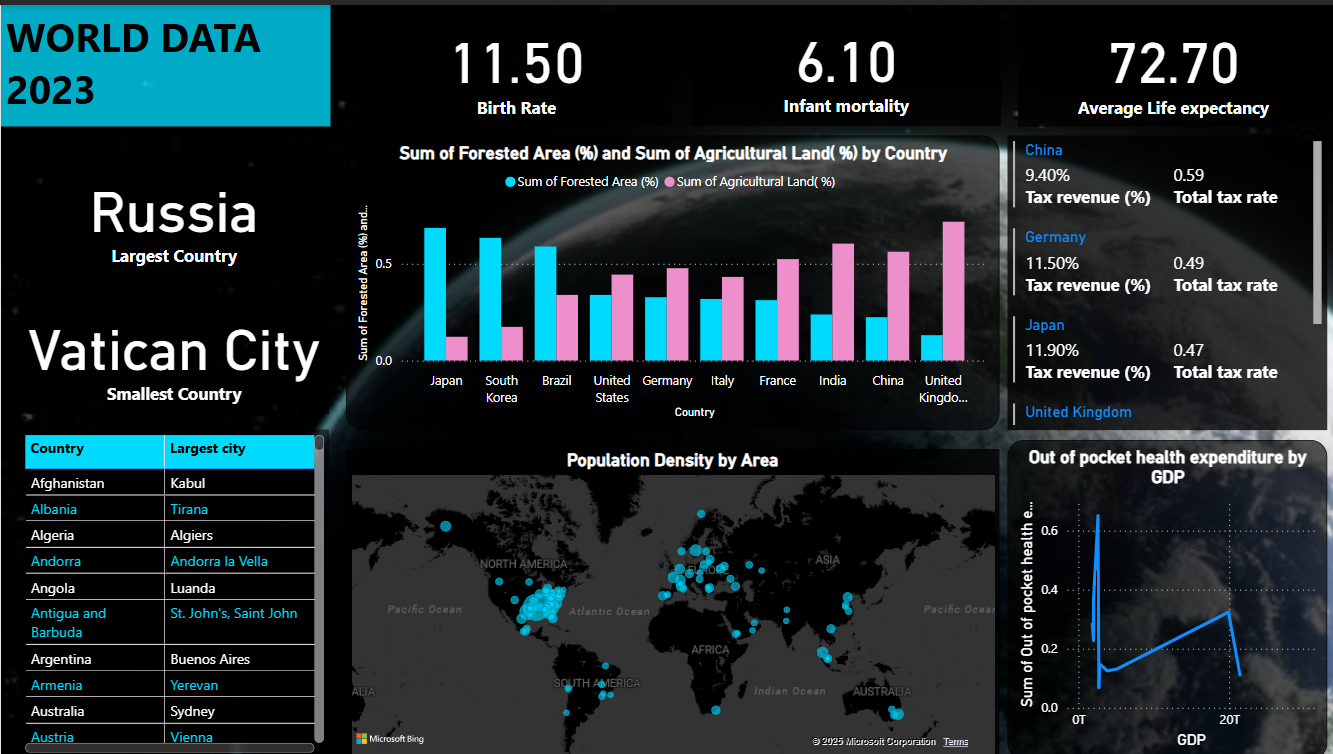 WORLD DATA
2023
11.50
Birth Rate
6.10
Infant mortality
72.70
Average Life expectancy
Russia
Largest Country
Vatican City
Smallest Country
Country Largest city
Afghanistan Kabul
Albania Tirana
Algeria Algiers
Andorra Andorra la Vella
Angola Luanda
Antigua and St. John's, Saint John
Barbuda
Argentina Buenos Aires
Armenia Yerevan
Australia Sydney
Austria Vienna
Sum of Forested Area (%) and Sum of Agricultural Land( %) by Country
Sum of Forested Area (%) Sum of Agricultural Land( %)
Sum of Forested Area (%) and...
0.5
0.0
Japan South Brazil United Germany Italy France India China United
Korea States Kingdo...
Country
Population Density by Area
NORTH AMERICA
EUROPE
ASIA
Pacific Ocean
Atlantic Ocean
Pacific Oc
AFRICA
SOUTH AMERICA
Indian Ocean
AUSTRALIA
ALIA
Microsoft Bing
© 2025 Microsoft Corporation Terms
China
9.40% 0.59
Tax revenue (%) Total tax rate
Germany
11.50% 0.49
Tax revenue (%) Total tax rate
Japan
11.90% 0.47
Tax revenue (%) Total tax rate
United Kingdom
Out of pocket health expenditure by
GDP
Sum of Out of pocket health e...
0.6
0.4
0.2
0.0
0T 20T
GDP